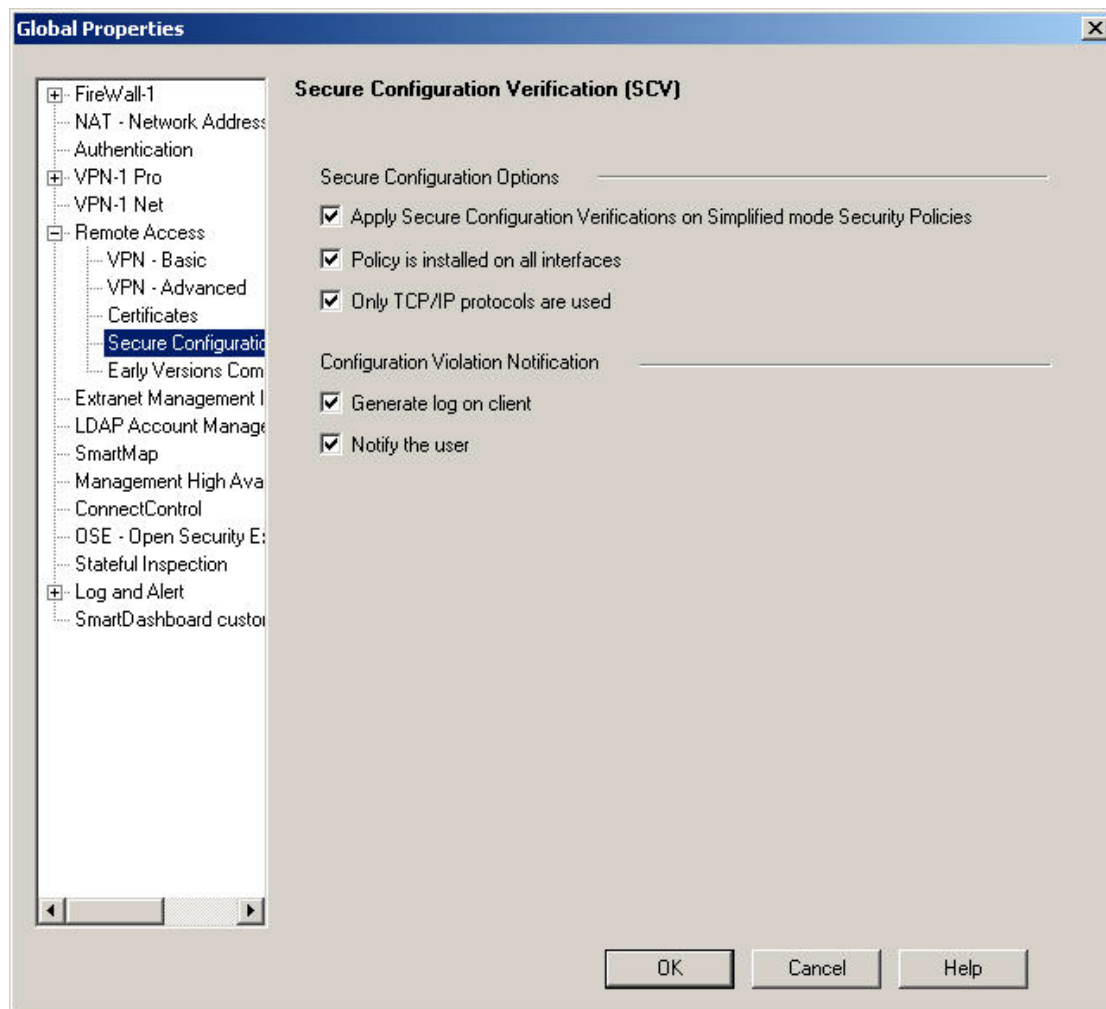 Global Properties
FireWall-1
NAT - Network Address
Authentication
VPN-1 Pro
VPN-1 Net
Remote Access
VPN - Basic
VPN - Advanced
Certificates
Secure Configuratio
Early Versions Com
Extranet Management I
LDAP Account Manage
SmartMap
Management High Ava
ConnectControl
OSE - Open Security E
Stateful Inspection
Log and Alert
SmartDashboard custo
Secure Configuration Verification (SCV)
Secure Configuration Options
Apply Secure Configuration Verifications on Simplified mode Security Policies
Policy is installed on all interfaces
Only TCP/IP protocols are used
Configuration Violation Notification
Generate log on client
Notify the user
OK
Cancel
Help